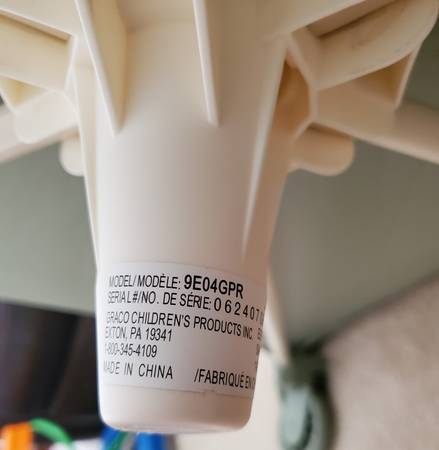 MODEL/MODÈLE: 9E04GPR
SERIAL#/NO. DE SÉRIE: 062407
GRACO CHILDREN'S PRODUCTS INC.
EXTON, PA 19341
1-800-345-4109
MADE IN CHINA /FABRIQUÉ EN